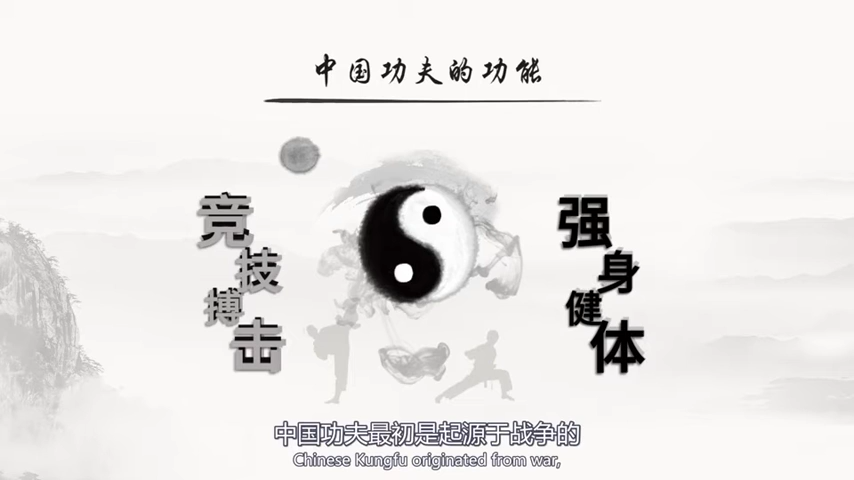 中国功夫的功能
竞技搏击
强身健体
中国功夫最初是起源于战争的
Chinese Kungfu originated from war,